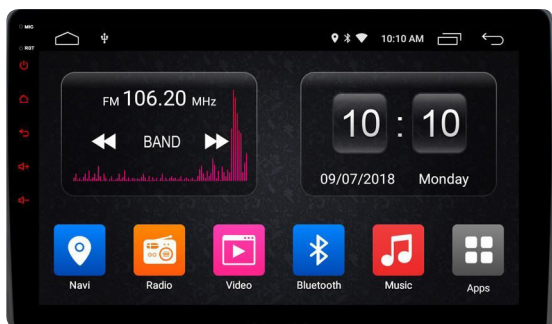 MIC
RST
10:10 AM
FM 106.20 MHz
BAND
10 : 10
09/07/2018 Monday
Navi
Radio
Video
Bluetooth
Music
Apps